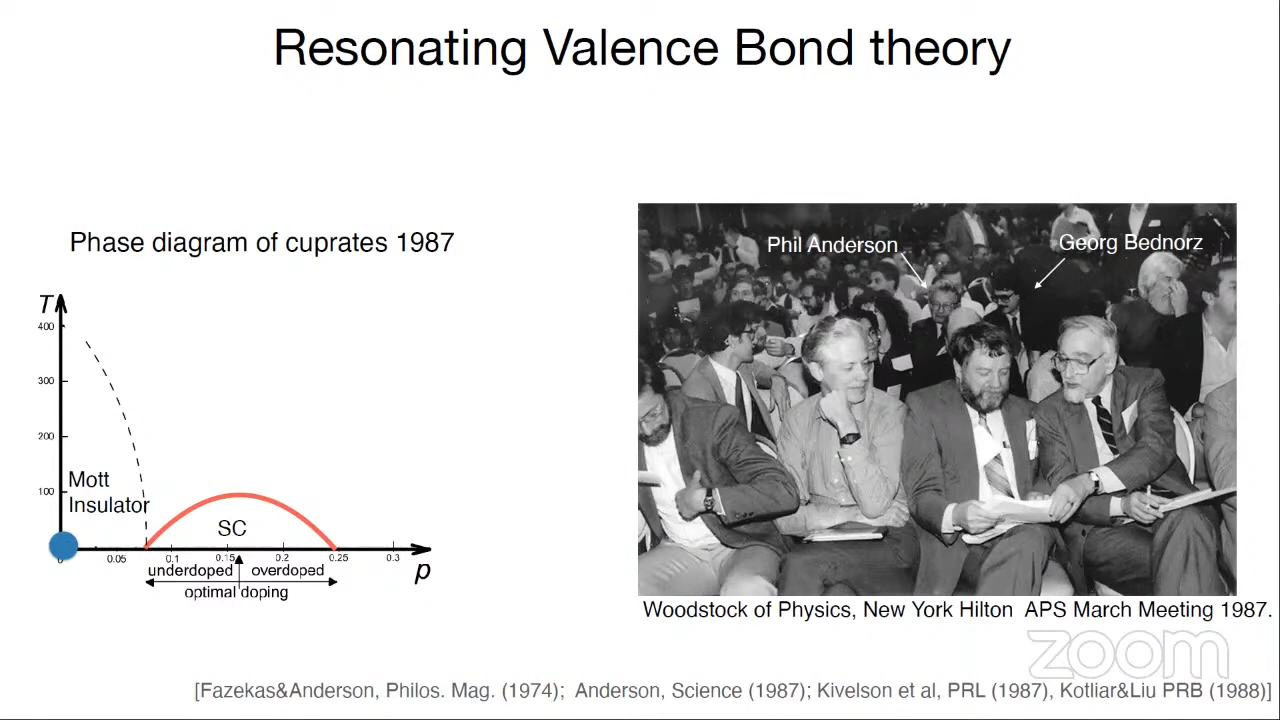 Resonating Valence Bond theory
Phase diagram of cuprates 1987
T
400
300
200
100
Mott
Insulator
SC
0
0.05
0.1
0.15
0.2
0.25
0.3
p
underdoped
overdoped
optimal doping
Phil Anderson
Georg Bednorz
Woodstock of Physics, New York Hilton APS March Meeting 1987.
zoom
[Fazekas&Anderson, Philos. Mag. (1974); Anderson, Science (1987); Kivelson et al, PRL (1987), Kotliar&Liu PRB (1988)]